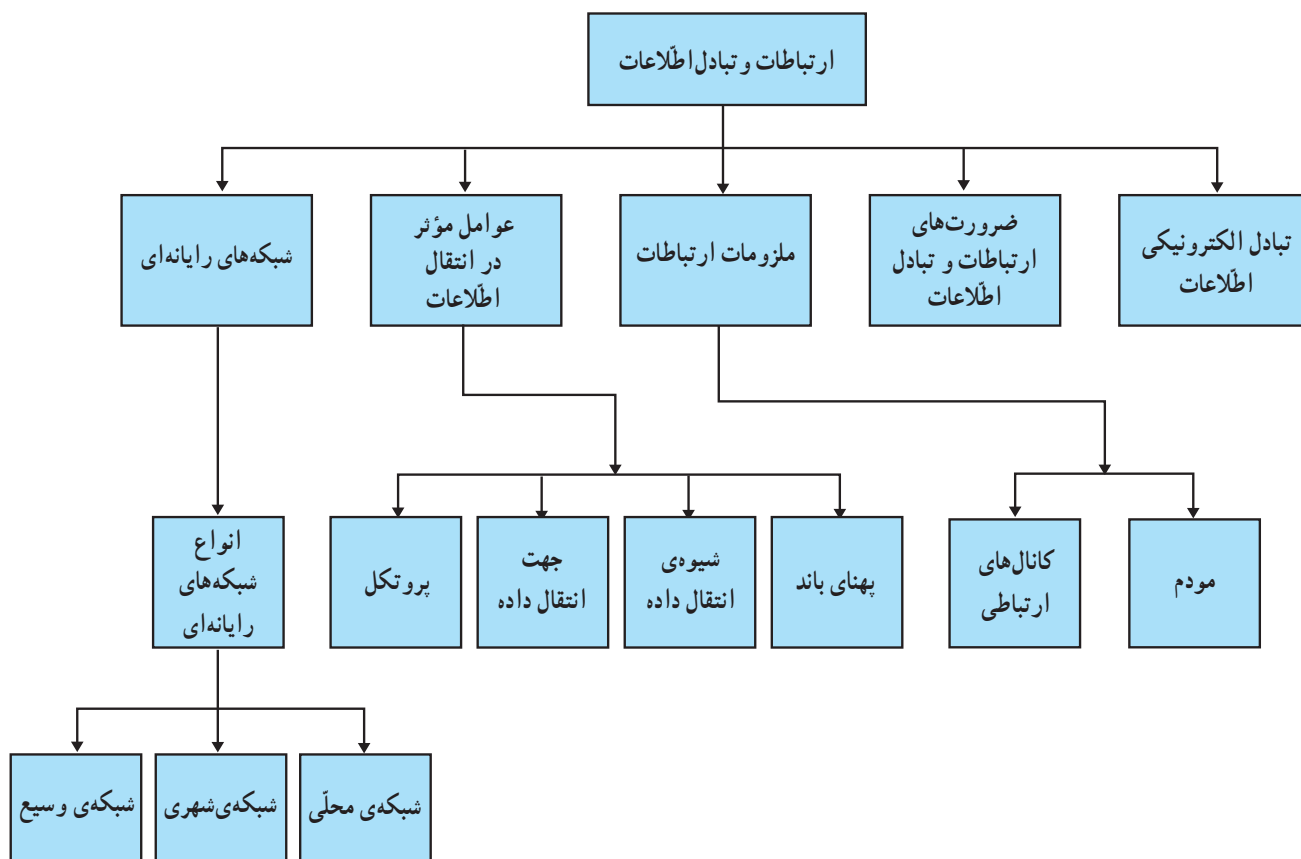 ارتباطات و تبادل اطّلاعات
تبادل الکترونیکی
اطّلاعات
ضرورت‌های
ارتباطات و تبادل
اطّلاعات
ملزومات ارتباطات
عوامل مؤثر
در انتقال
اطّلاعات
شبکه‌های رایانه‌ای
مودم
کانال‌های
ارتباطی
پهنای باند
شیوه‌ی
انتقال داده
جهت
انتقال داده
پروتکل
انواع
شبکه‌های
رایانه‌ای
شبکه‌ی محلّی
شبکه‌ی شهری
شبکه‌ی وسیع